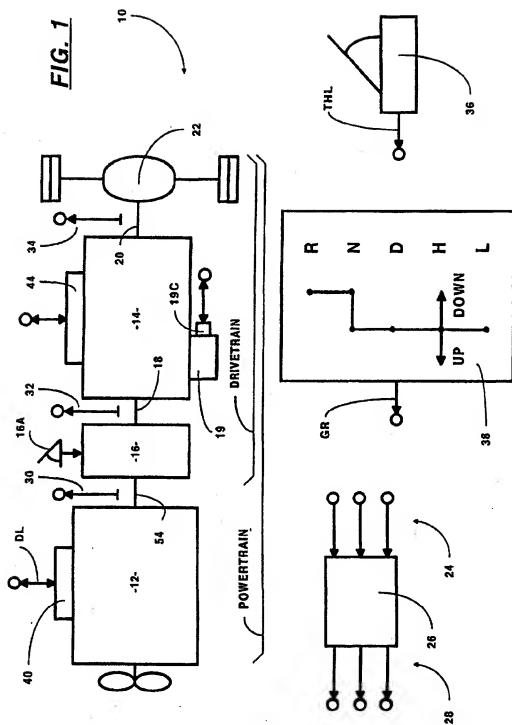 FIG. 1
10
DL
40
-12-
54
30
16A
-16-
32
18
44
-14-
19
19C
20
34
22
DRIVETRAIN
POWERTRAIN
24
26
28
GR
R
N
D
H
L
UP
DOWN
38
THL
36